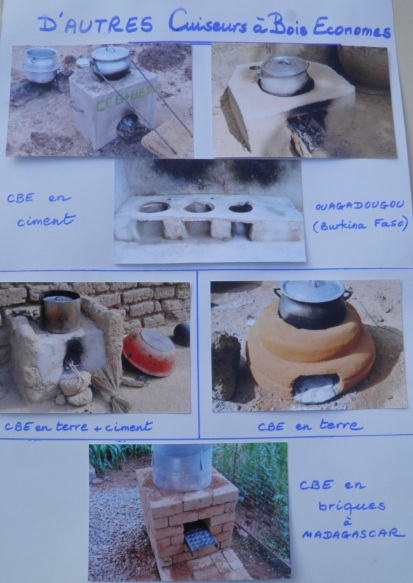 D'AUTRES Cuiseurs à Bois Economes
CBE en
ciment
OUAGADOUGOU
(Burkina Faso)
CBE en terre + ciment
CBE en terre
CBE en
briques
à
MADAGASCAR